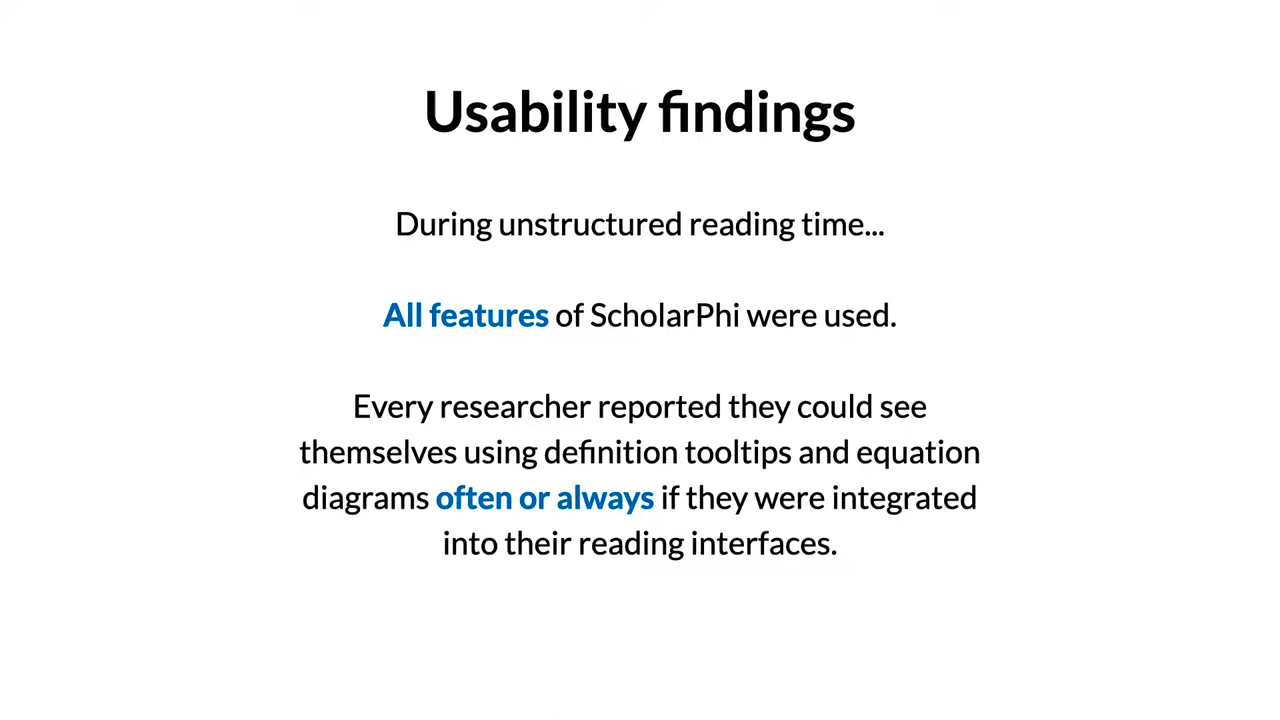 Usability findings
During unstructured reading time...
All features of ScholarPhi were used.
Every researcher reported they could see
themselves using definition tooltips and equation
diagrams often or always if they were integrated
into their reading interfaces.